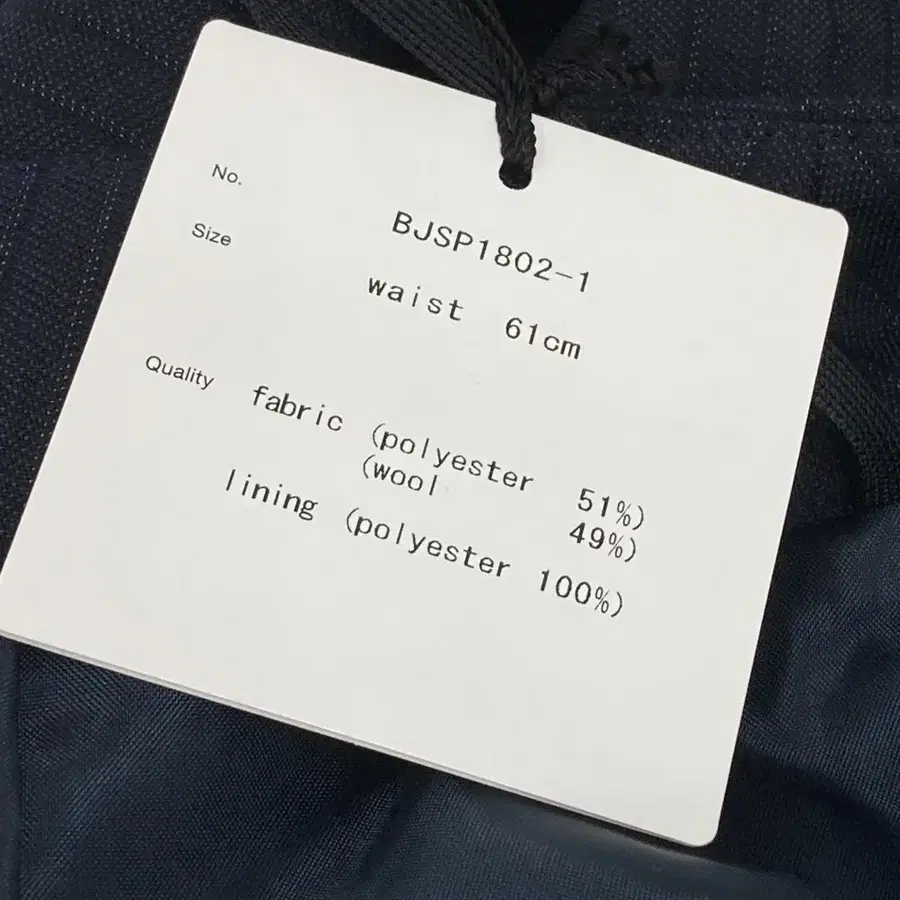 No. BJSP1802-1
Size waist 61cm
Quality fabric (polyester 51%)
(wool 49%)
lining (polyester 100%)